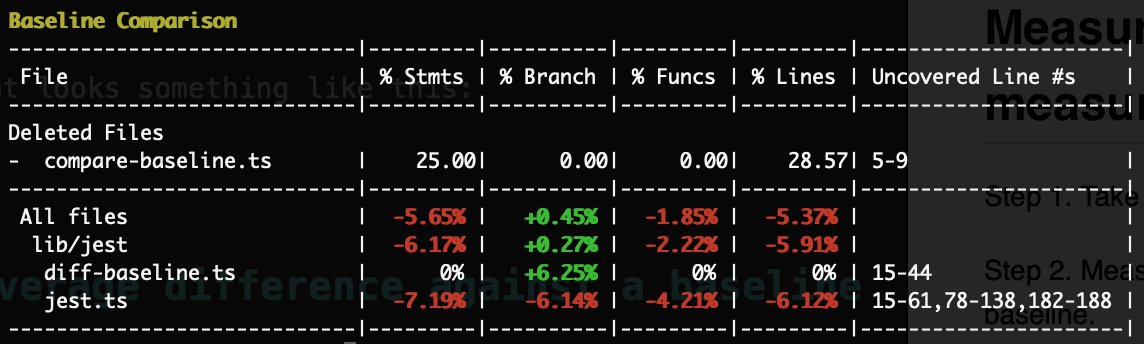 Baseline Comparison
-----------------------------|---------|----------|---------|---------|----------------------|
File | % Stmts | % Branch | % Funcs | % Lines | Uncovered Line #s |
-----------------------------|---------|----------|---------|---------|----------------------|
Deleted Files
- compare-baseline.ts | 25.00| 0.00| 0.00| 28.57| 5-9 |
-----------------------------|---------|----------|---------|---------|----------------------|
All files | -5.65% | +0.45% | -1.85% | -5.37% | |
lib/jest | -6.17% | +0.27% | -2.22% | -5.91% | |
diff-baseline.ts | 0% | +6.25% | 0% | 0% | 15-44 |
jest.ts | -7.19% | -6.14% | -4.21% | -6.12% | 15-61,78-138,182-188 |
-----------------------------|---------|----------|---------|---------|----------------------|
looks something like this:
verage difference against a baseline
Measur
measur
Step 1. Take
Step 2. Meas
baseline.